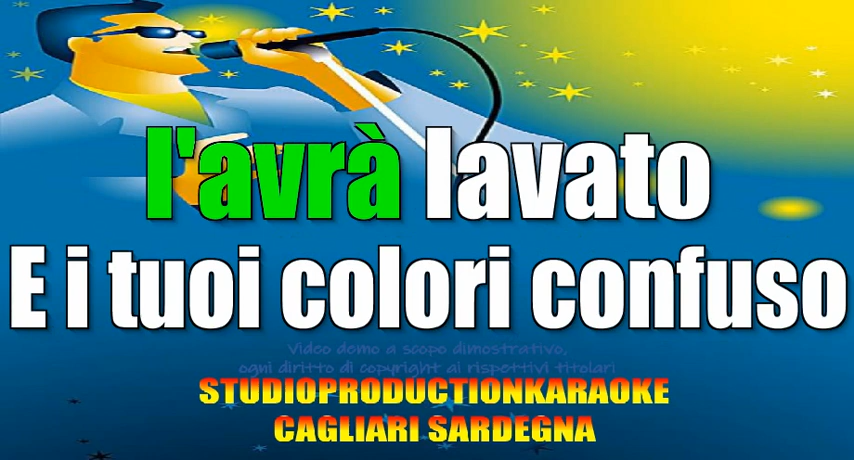 l'avrà lavato
E i tuoi colori confuso
Video demo a scopo dimostrativo,
ogni diritto di copyright ai rispettivi titolari
STUDIOPRODUCTIONKARAOKE
CAGLIARI SARDEGNA